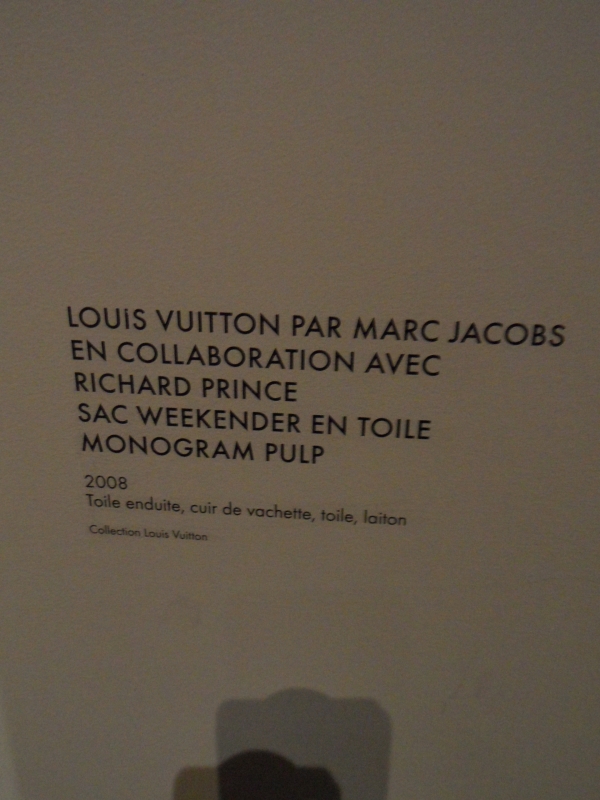 LOUiS VUITTON PAR MARC JACOBS
EN COLLABORATION AVEC
RICHARD PRINCE
SAC WEEKENDER EN TOILE
MONOGRAM PULP
2008
Toile enduite, cuir de vachette, toile, laiton
Collection Louis Vuitton